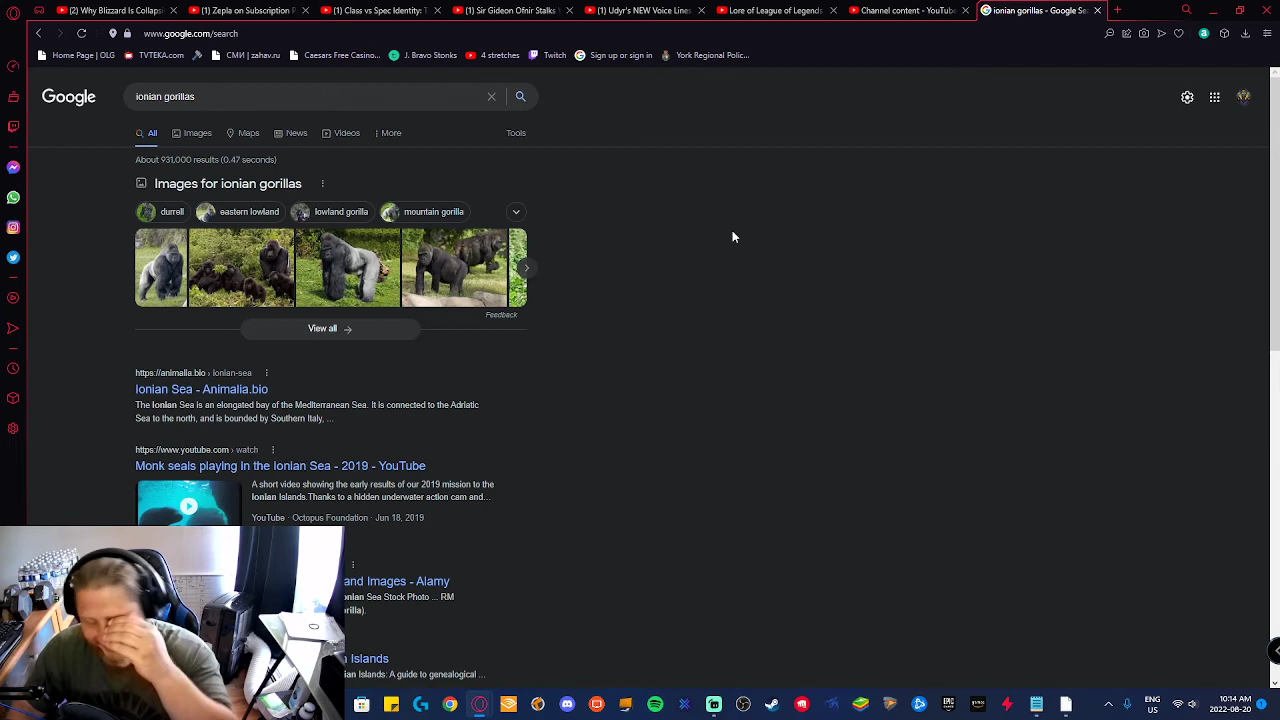 (2) Why Blizzard Is Collapsi
(1) Zepla on Subscription P
(1) Class vs Spec Identity: T
(1) Sir Gideon Ofnir Stalks
(1) Udyr's NEW Voice Lines
Lore of League of Legends
Channel content - YouTube
ionian gorillas - Google Sea
www.google.com/search
Home Page | OLG
TVTEKA.com
СМИ | zahav.ru
Caesars Free Casino...
J. Bravo Stonks
4 stretches
Twitch
Sign up or sign in
York Regional Polic...
Google
ionian gorillas
All
Images
Maps
News
Videos
More
Tools
About 931,000 results (0.47 seconds)
Images for ionian gorillas
durrell
eastern lowland
lowland gorilla
mountain gorilla
Feedback
View all
https://animalia.bio › ionian-sea
Ionian Sea - Animalia.bio
The Ionian Sea is an elongated bay of the Mediterranean Sea. It is connected to the Adriatic
Sea to the north, and is bounded by Southern Italy, ...
https://www.youtube.com › watch
Monk seals playing in the Ionian Sea - 2019 - YouTube
A short video showing the early results of our 2019 mission to the
Ionian Islands.Thanks to a hidden underwater action cam and...
YouTube · Octopus Foundation · Jun 18, 2019
and Images - Alamy
onian Sea Stock Photo ... RM
orilla).
n Islands
ian Islands: A guide to genealogical ...
ENG
US
10:14 AM
2022-06-20